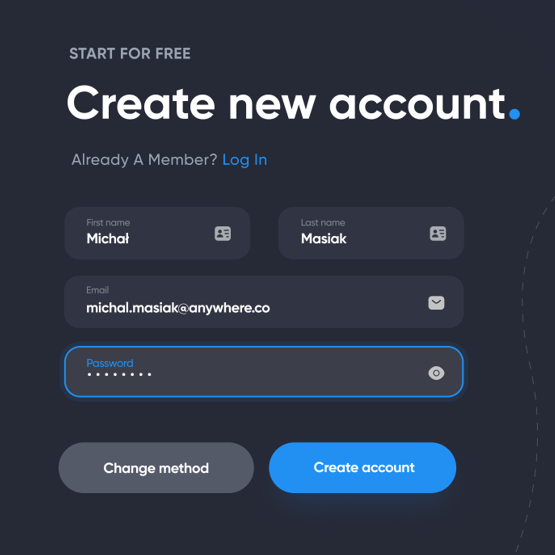 START FOR FREE
Create new account.
Already A Member? Log In
First name
Michał
Last name
Masiak
Email
michal.masiak@anywhere.co
Password
••••••••
Change method
Create account